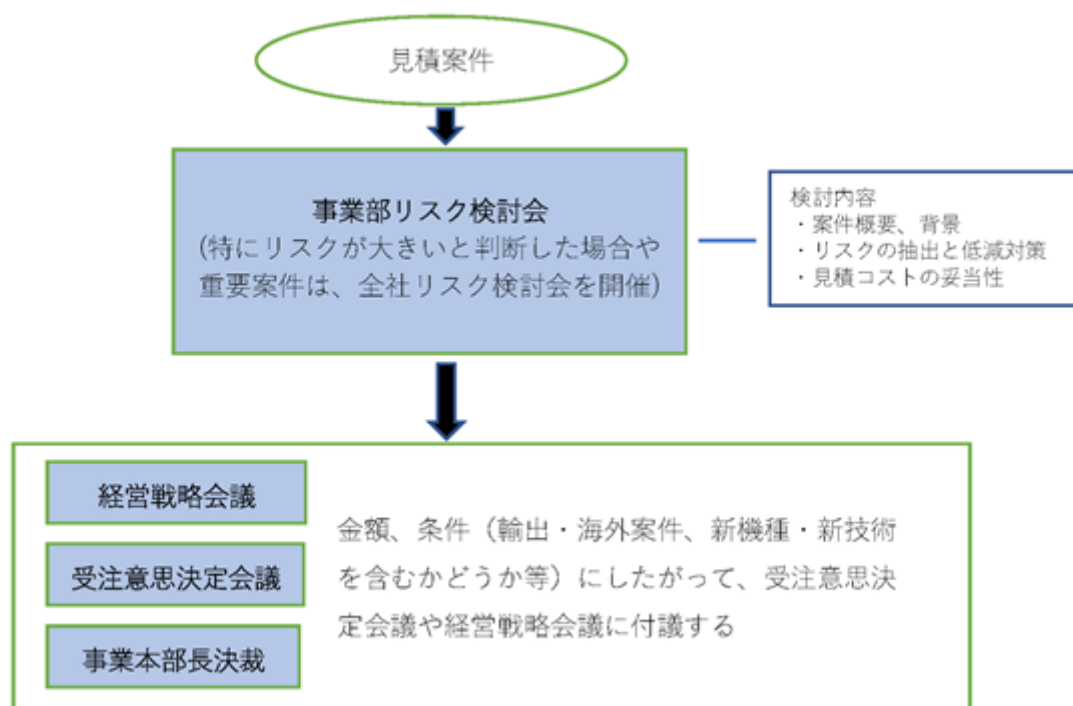 見積案件
事業部リスク検討会
(特にリスクが大きいと判断した場合や
重要案件は、全社リスク検討会を開催)
検討内容
・案件概要、背景
・リスクの抽出と低減対策
・見積コストの妥当性
経営戦略会議
受注意思決定会議
事業本部長決裁
金額、条件（輸出・海外案件、新機種・新技術
を含むかどうか等）にしたがって、受注意思決
定会議や経営戦略会議に付議する